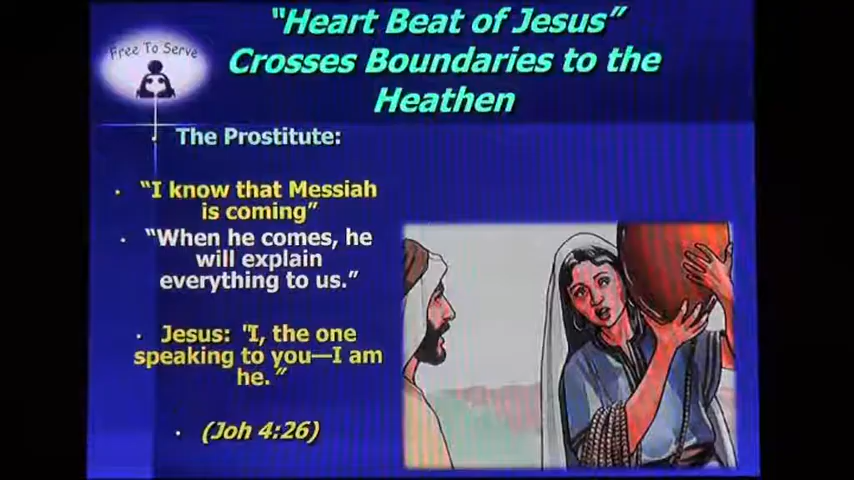 “Heart Beat of Jesus”
Crosses Boundaries to the
Heathen
Free To Serve
The Prostitute:
“I know that Messiah
is coming”
“When he comes, he
will explain
everything to us.”
Jesus: "I, the one
speaking to you—I am
he.”
(Joh 4:26)